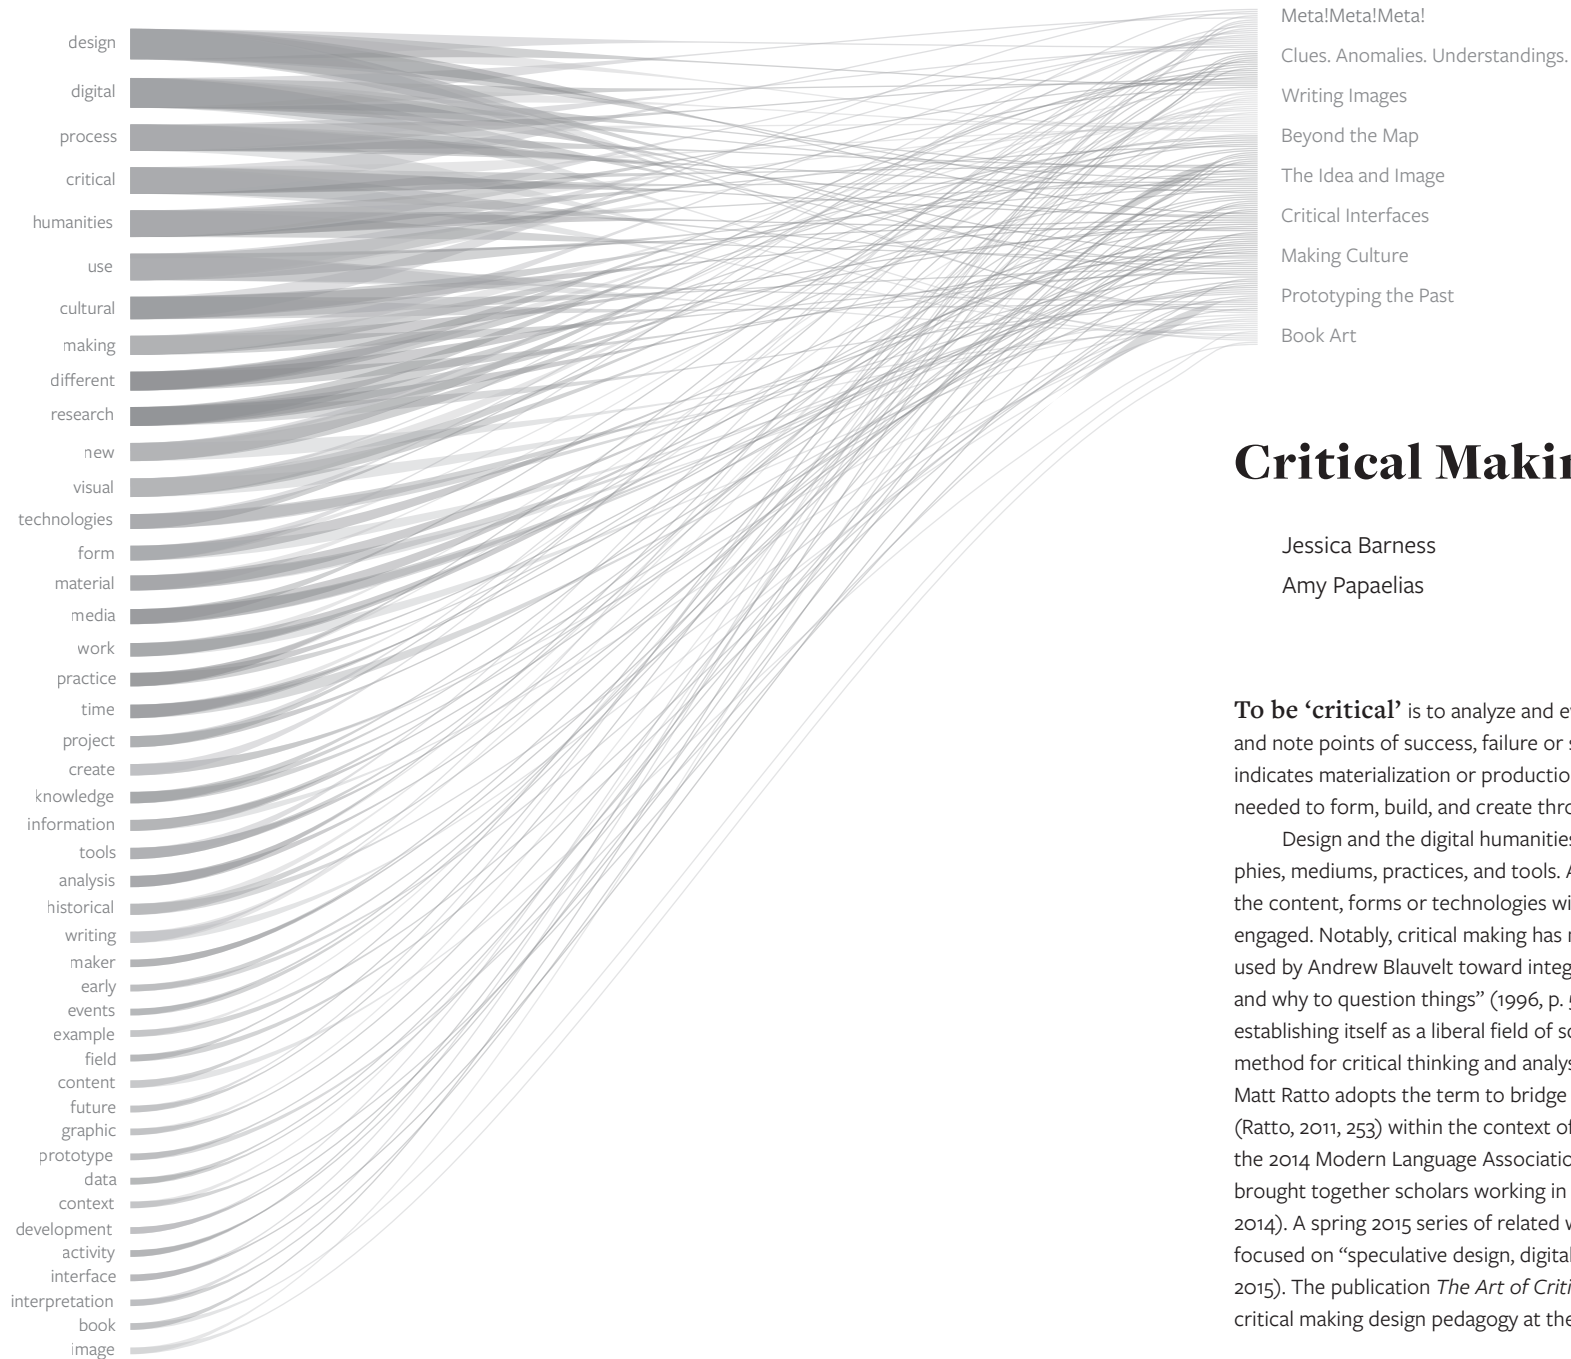 design
digital
process
critical
humanities
use
cultural
making
different
research
new
visual
technologies
form
material
media
work
practice
time
project
create
knowledge
information
tools
analysis
historical
writing
maker
early
events
example
field
content
future
graphic
prototype
data
context
development
activity
interface
interpretation
book
image
Meta!Meta!Meta!
Clues. Anomalies. Understandings.
Writing Images
Beyond the Map
The Idea and Image
Critical Interfaces
Making Culture
Prototyping the Past
Book Art
Critical
Jessica Barness
Amy Papaelias
To be ‘critical’ is to analyze and
and note points of success, failure or
indicates materialization or
needed to form, build, and create
Design and the digital humanities
phies, mediums, practices, and tools.
the content, forms or technologies
engaged. Notably, critical making has
used by Andrew Blauvelt toward
and why to question things” (1996, p.
establishing itself as a liberal field of
method for critical thinking and
Matt Ratto adopts the term to bridge
(Ratto, 2011, 253) within the context of
the 2014 Modern Language
brought together scholars working in
2014). A spring 2015 series of related
focused on “speculative design,
2015). The publication The Art of
critical making design pedagogy at the